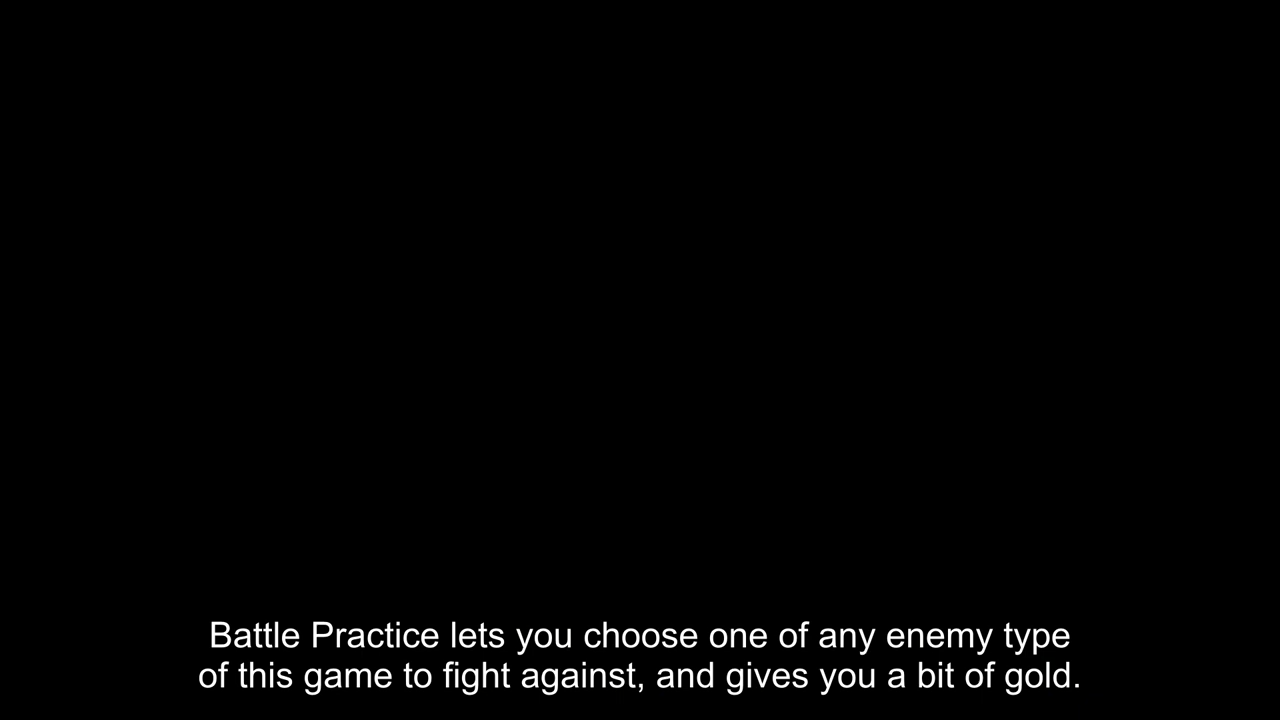 Battle Practice lets you choose one of any enemy type
of this game to fight against, and gives you a bit of gold.